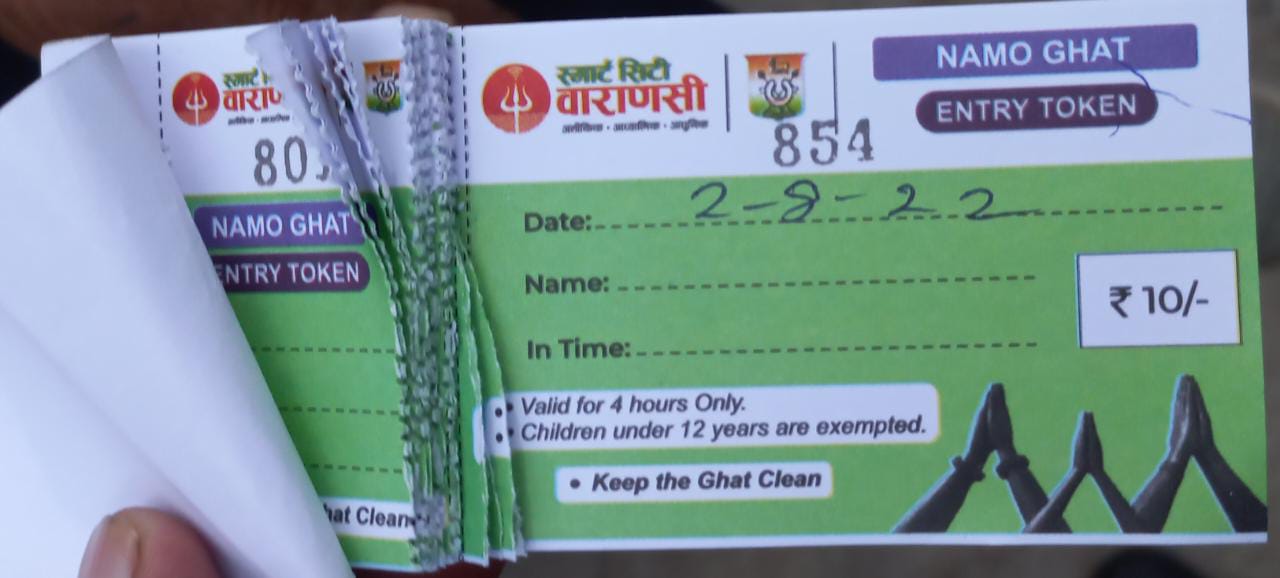 स्मार्ट सिटी
वाराणसी
अलौकिक • आध्यात्मिक • आधुनिक
NAMO GHAT
ENTRY TOKEN
854
Date: 2-8-22
Name:
In Time:
₹ 10/-
• Valid for 4 hours Only.
• Children under 12 years are exempted.
• Keep the Ghat Clean
स्मार्ट
80
NAMO GHAT
ENTRY TOKEN
hat Clean